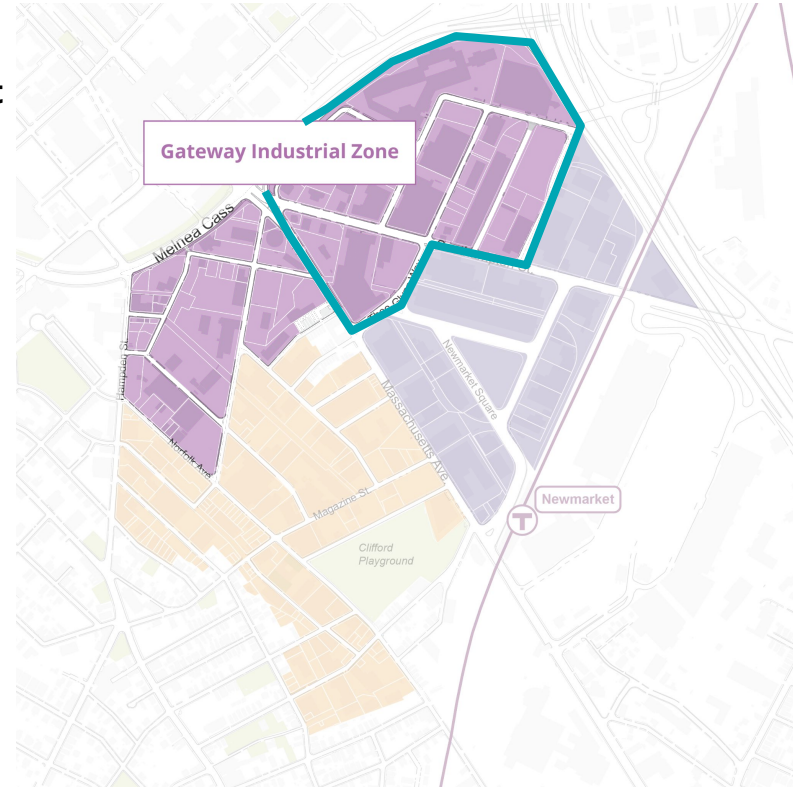 Gateway Industrial Zone
Melnea Cass
Hampden St
Norfolk Ave
Massachusetts Ave
Newmarket Square
Magazine St
Clifford
Playground
T
Newmarket